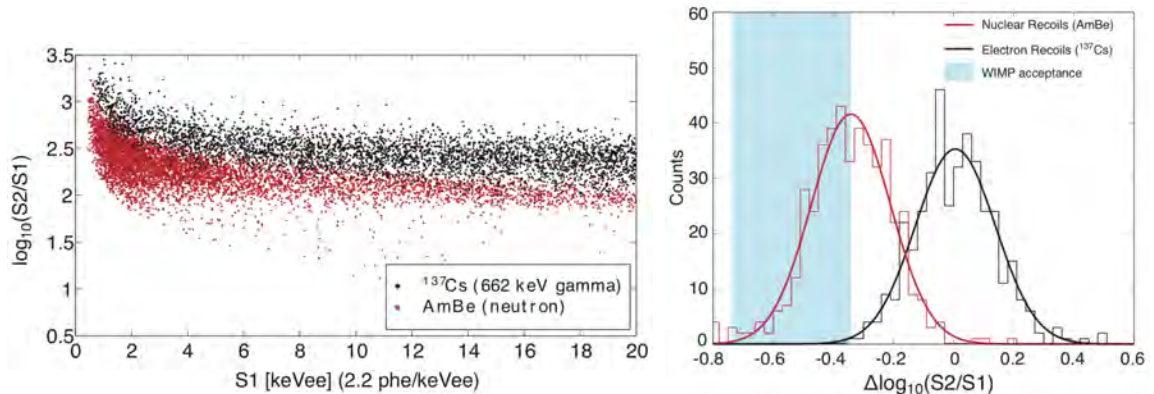 3.5
3
2.5
2
1.5
1
0.5
log₁₀(S2/S1)
¹³⁷Cs (662 keV gamma)
AmBe (neutron)
0 2 4 6 8 10 12 14 16 18 20
S1 [keVee] (2.2 phe/keVee)
60
50
40
30
20
10
0
Counts
Nuclear Recoils (AmBe)
Electron Recoils (¹³⁷Cs)
WIMP acceptance
-0.8 -0.6 -0.4 -0.2 0 0.2 0.4 0.6
Δlog₁₀(S2/S1)